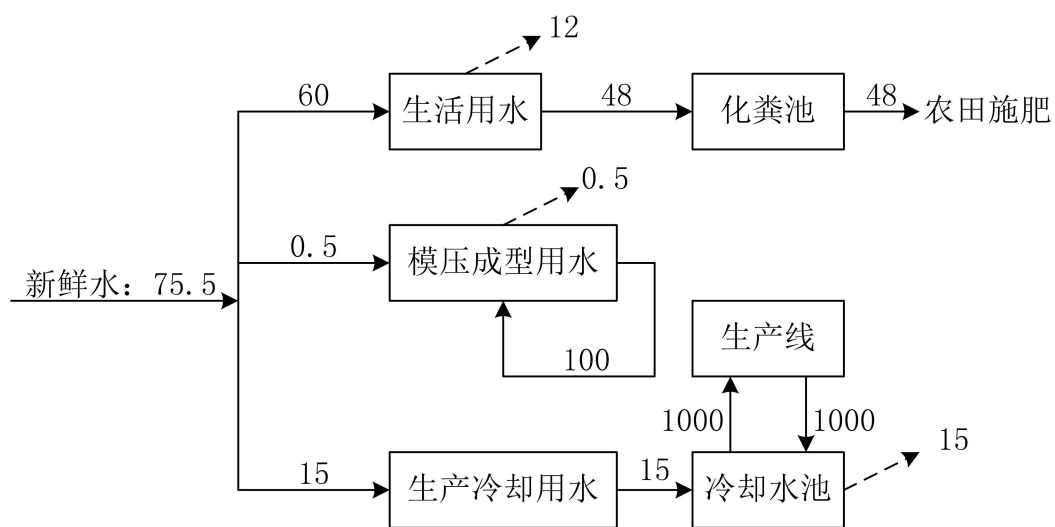 12
60
生活用水
48
化粪池
48
农田施肥
0.5
0.5
模压成型用水
新鲜水：75.5
100
生产线
1000
1000
15
15
生产冷却用水
15
冷却水池